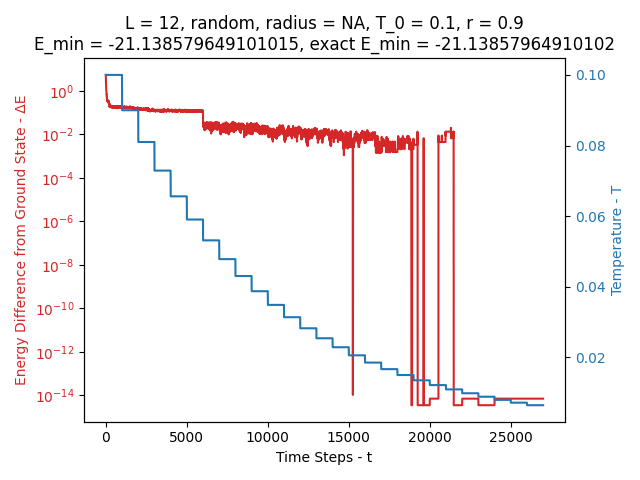 L = 12, random, radius = NA, T_0 = 0.1, r = 0.9
E_min = -21.138579649101015, exact E_min = -21.13857964910102
Energy Difference from Ground State - ΔE
10⁰
10⁻²
10⁻⁴
10⁻⁶
10⁻⁸
10⁻¹⁰
10⁻¹²
10⁻¹⁴
0.10
0.08
0.06
0.04
0.02
Temperature - T
0 5000 10000 15000 20000 25000
Time Steps - t